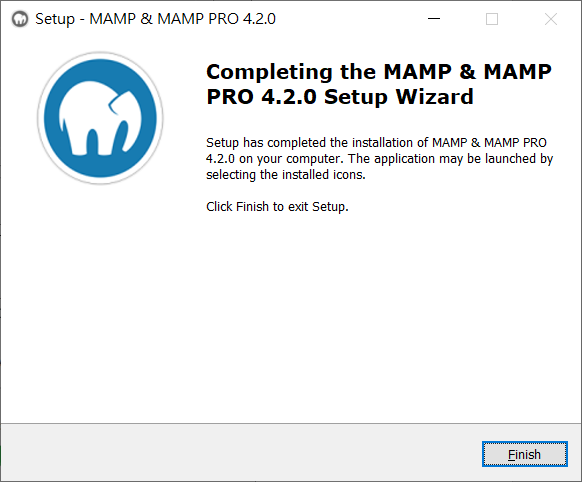 Setup - MAMP & MAMP PRO 4.2.0
Completing the MAMP & MAMP
PRO 4.2.0 Setup Wizard
Setup has completed the installation of MAMP & MAMP PRO
4.2.0 on your computer. The application may be launched by
selecting the installed icons.
Click Finish to exit Setup.
Finish